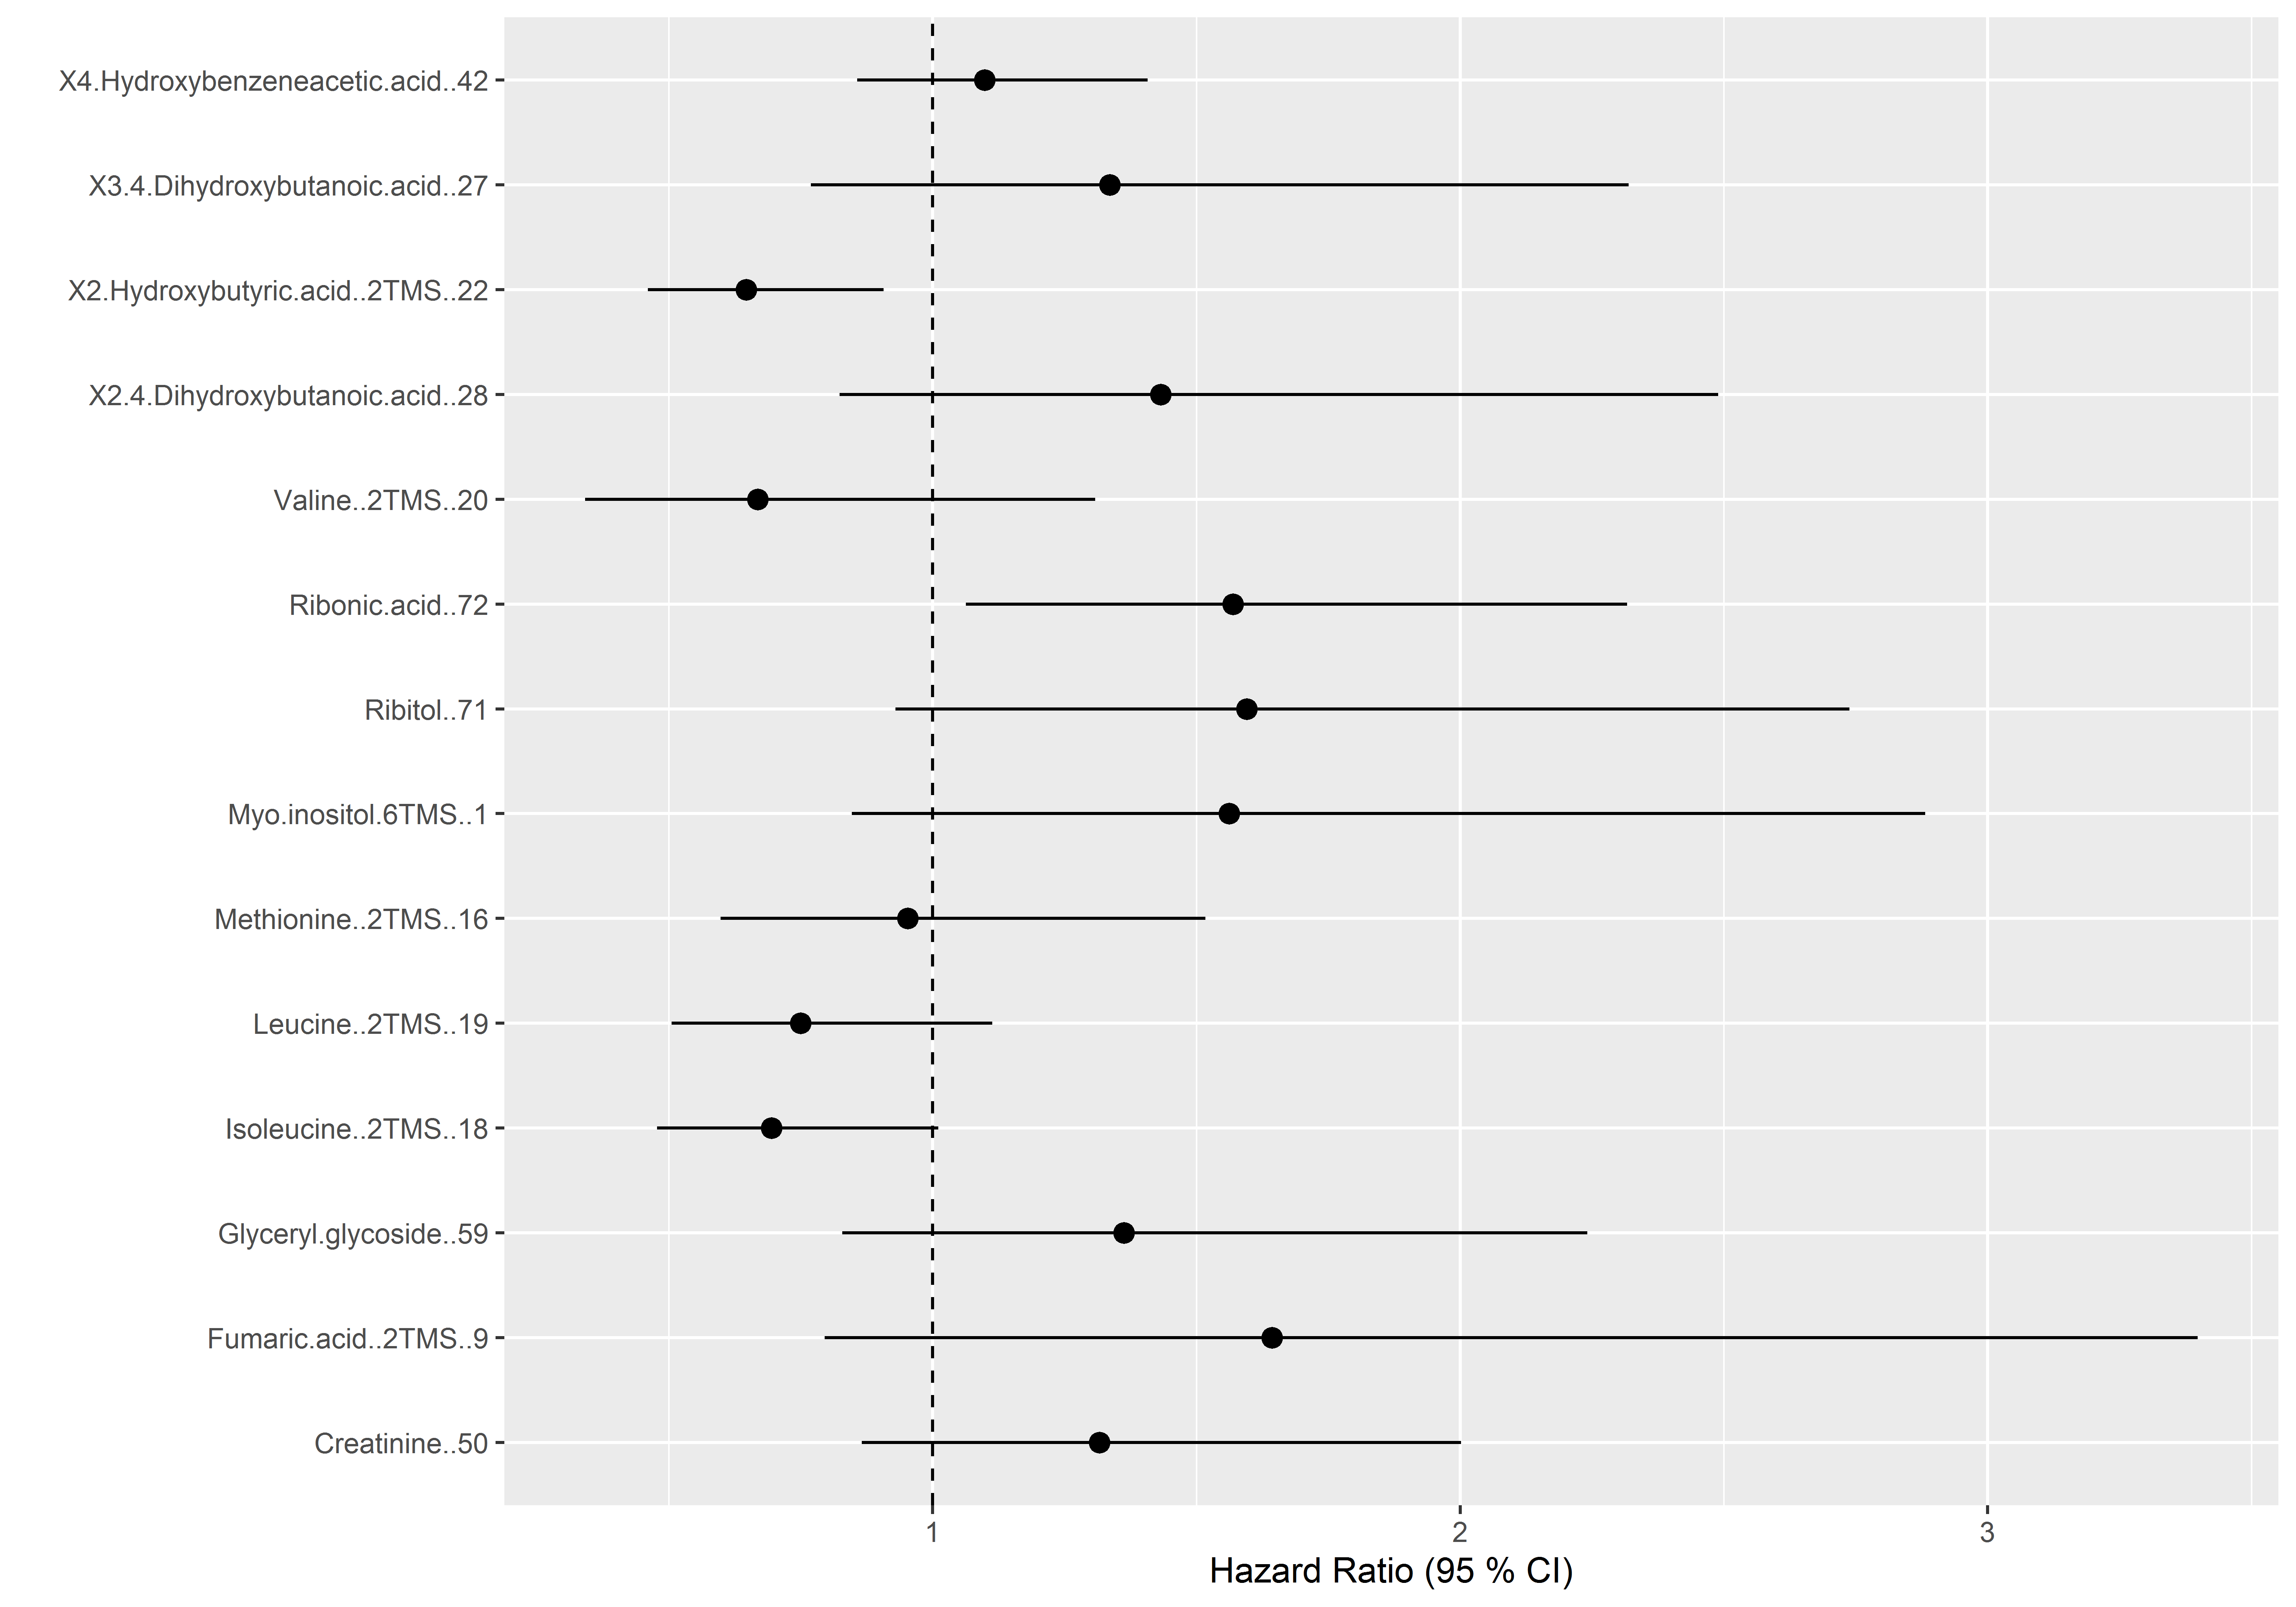 X4.Hydroxybenzeneacetic.acid..42
X3.4.Dihydroxybutanoic.acid..27
X2.Hydroxybutyric.acid..2TMS..22
X2.4.Dihydroxybutanoic.acid..28
Valine..2TMS..20
Ribonic.acid..72
Ribitol..71
Myo.inositol.6TMS..1
Methionine..2TMS..16
Leucine..2TMS..19
Isoleucine..2TMS..18
Glyceryl.glycoside..59
Fumaric.acid..2TMS..9
Creatinine..50
1 2 3
Hazard Ratio (95 % CI)